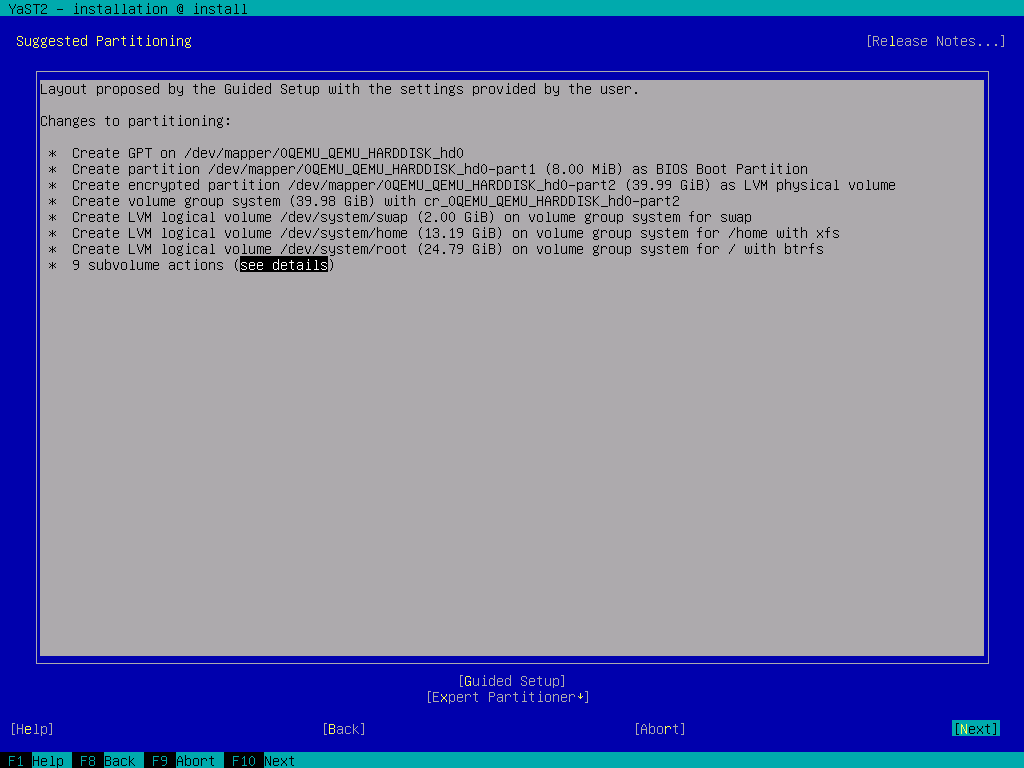 YaST2 - installation @ install
Suggested Partitioning [Release Notes...]
Layout proposed by the Guided Setup with the settings provided by the user.
Changes to partitioning:
* Create GPT on /dev/mapper/0QEMU_QEMU_HARDDISK_hd0
* Create partition /dev/mapper/0QEMU_QEMU_HARDDISK_hd0-part1 (8.00 MiB) as BIOS Boot Partition
* Create encrypted partition /dev/mapper/0QEMU_QEMU_HARDDISK_hd0-part2 (39.99 GiB) as LVM physical volume
* Create volume group system (39.98 GiB) with cr_0QEMU_QEMU_HARDDISK_hd0-part2
* Create LVM logical volume /dev/system/swap (2.00 GiB) on volume group system for swap
* Create LVM logical volume /dev/system/home (13.19 GiB) on volume group system for /home with xfs
* Create LVM logical volume /dev/system/root (24.79 GiB) on volume group system for / with btrfs
* 9 subvolume actions (see details)
[Guided Setup]
[Expert Partitioner↓]
[Help] [Back] [Abort] [Next]
F1 Help F8 Back F9 Abort F10 Next